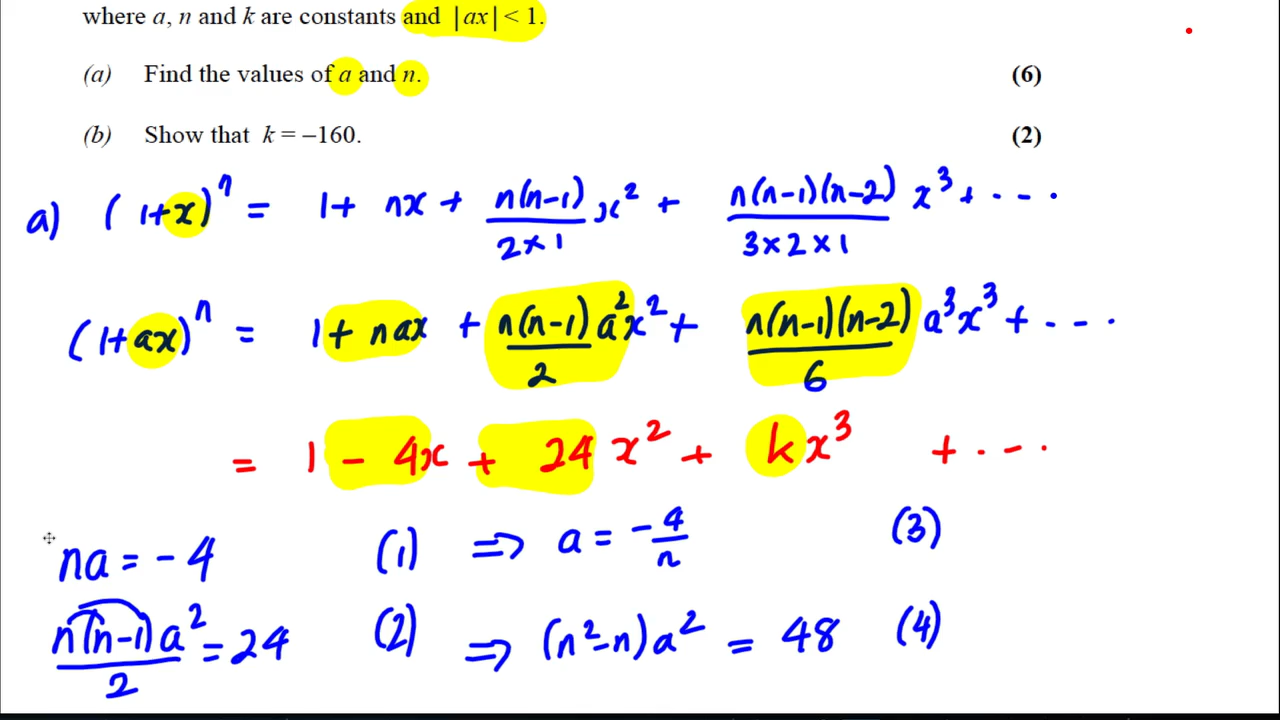 where a, n and k are constants and |ax| < 1.
(a) Find the values of a and n. (6)
(b) Show that k = –160. (2)
a) (1+x)ⁿ = 1 + nx + n(n-1)/2×1 x² + n(n-1)(n-2)/3×2×1 x³ + ....
(1+ax)ⁿ = 1 + nax + n(n-1)/2 a²x² + n(n-1)(n-2)/6 a³x³ + ....
= 1 - 4x + 24x² + kx³ + ....
na = -4 (1) ⇒ a = -4/n (3)
n(n-1)a²/2 = 24 (2) ⇒ (n²-n)a² = 48 (4)